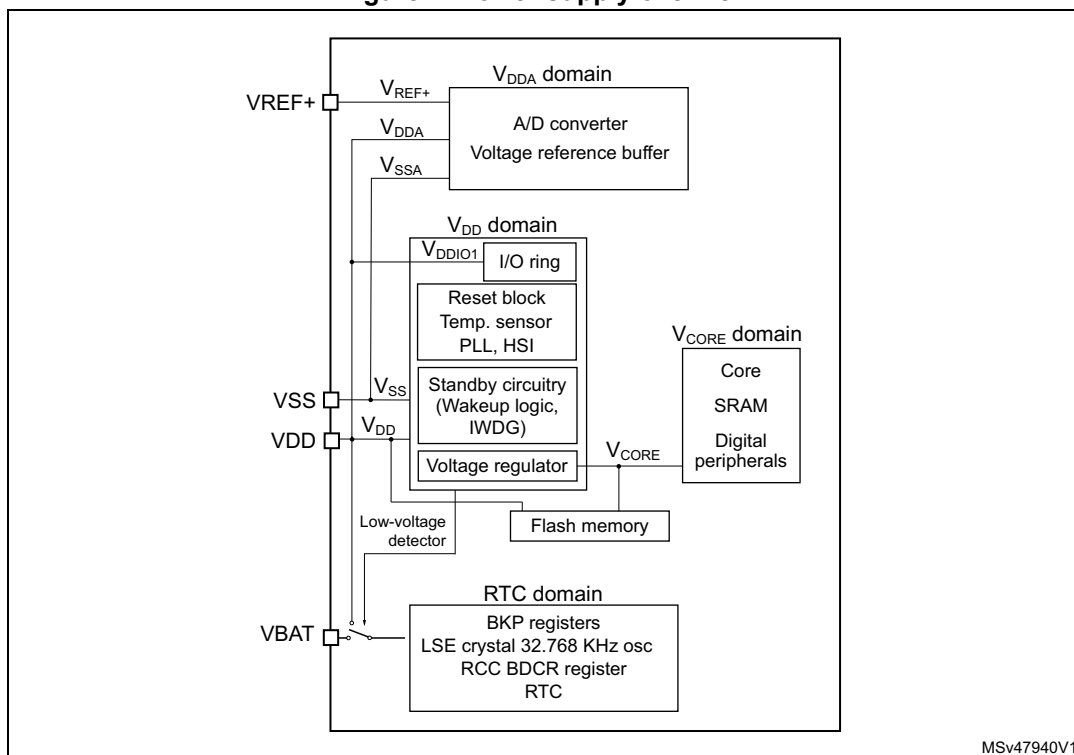 VDDA domain
VREF+
VREF+
VDDA
VSSA
A/D converter
Voltage reference buffer
VDD domain
VDDIO1
I/O ring
Reset block
Temp. sensor
PLL, HSI
VSS
VSS
Standby circuitry
(Wakeup logic,
IWDG)
VDD
VDD
Voltage regulator
VCORE
VCORE domain
Core
SRAM
Digital
peripherals
Flash memory
Low-voltage
detector
RTC domain
VBAT
BKP registers
LSE crystal 32.768 KHz osc
RCC BDCR register
RTC
MSv47940V1